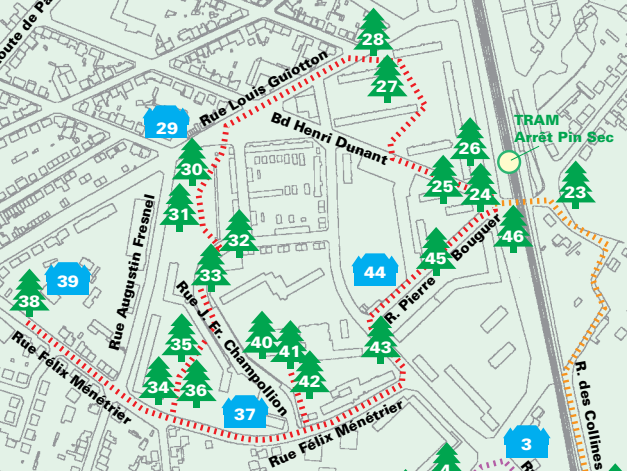 oute de Pa
28
Rue Louis Guiotton
27
29
Bd Henri Dunant
TRAM
Arrêt Pin Sec
26
30
25
24
23
31
Rue Augustin Fresnel
32
46
45
R. Pierre Bouguer
33
44
39
38
Rue J. Fr. Champollion
35
40
41
43
Rue Félix Ménétrier
34
36
42
R. des Collines
37
Rue Félix Ménétrier
3
4